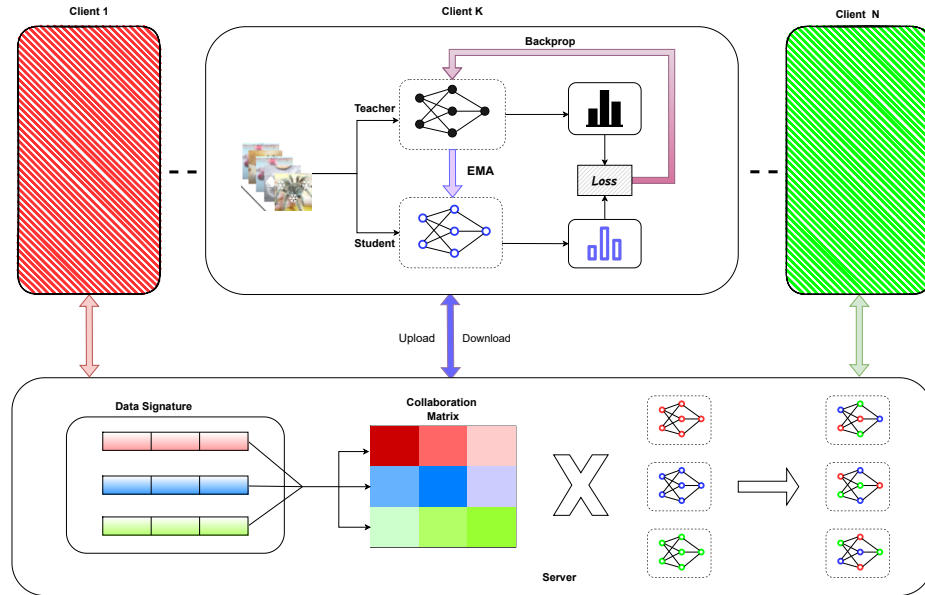 Client 1
Client K
Client N
Backprop
Teacher
EMA
Loss
Student
Upload
Download
Data Signature
Collaboration
Matrix
X
Server